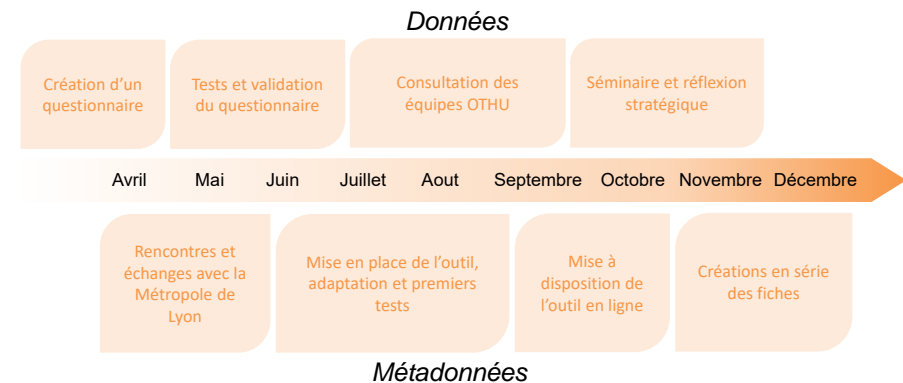 Données
Création d’un
questionnaire
Tests et validation
du questionnaire
Consultation des
équipes OTHU
Séminaire et réflexion
stratégique
Avril Mai Juin Juillet Aout Septembre Octobre Novembre Décembre
Rencontres et
échanges avec la
Métropole de
Lyon
Mise en place de l’outil,
adaptation et premiers
tests
Mise à
disposition de
l’outil en ligne
Créations en série
des fiches
Métadonnées